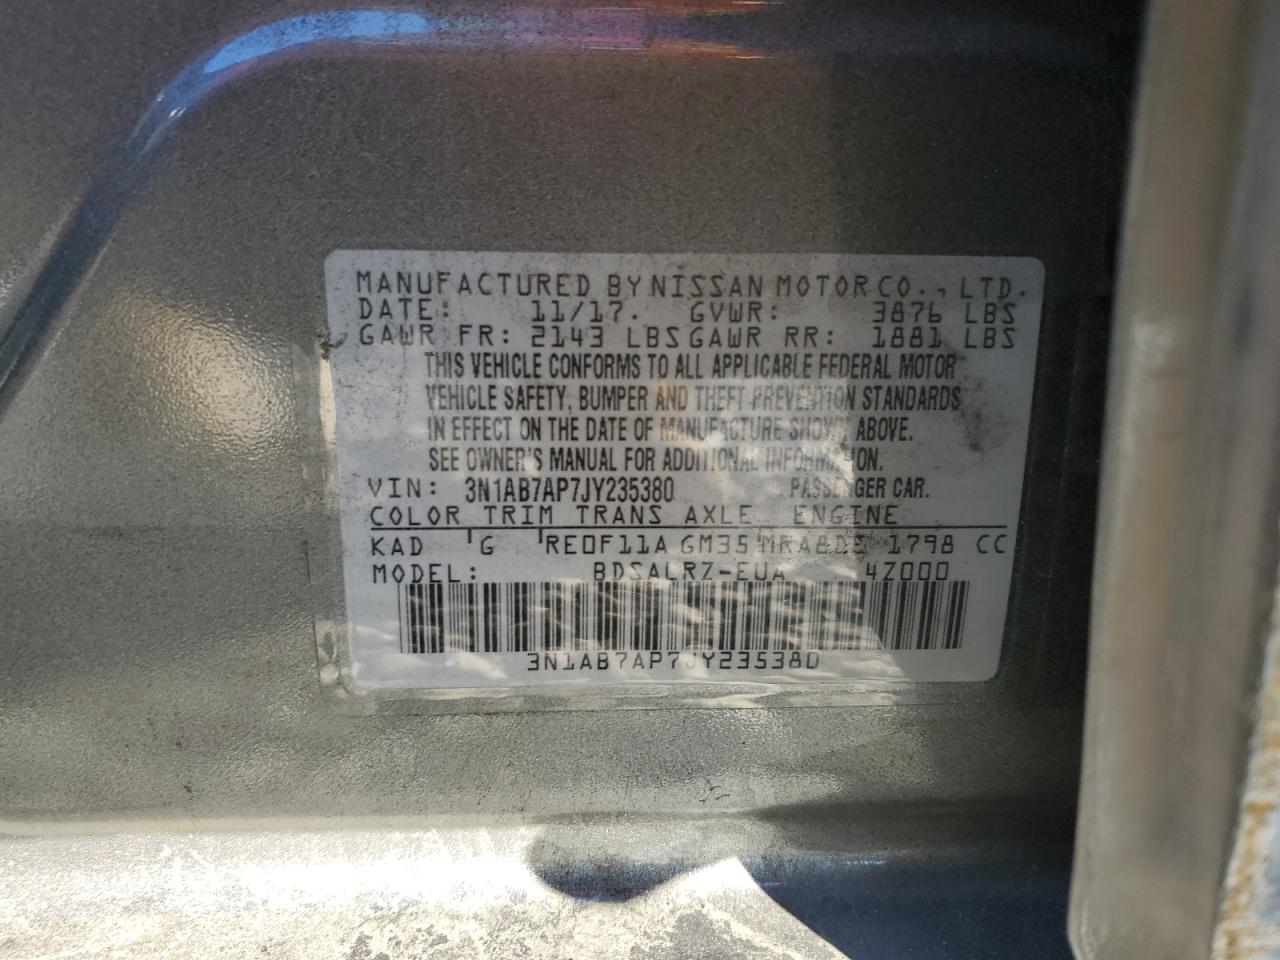 MANUFACTURED BY NISSAN MOTOR CO., LTD.
DATE: 11/17. GVWR: 3876 LBS
GAWR FR: 2143 LBS GAWR RR: 1881 LBS
THIS VEHICLE CONFORMS TO ALL APPLICABLE FEDERAL MOTOR
VEHICLE SAFETY, BUMPER AND THEFT PREVENTION STANDARDS
IN EFFECT ON THE DATE OF MANUFACTURE SHOWN ABOVE.
SEE OWNER'S MANUAL FOR ADDITIONAL INFORMATION.
VIN: 3N1AB7AP7JY235380 PASSENGER CAR.
COLOR TRIM TRANS AXLE ENGINE
KAD G RE0F11A GM35 MRA8DE 1798 CC
MODEL: BDSALRZ-EUA 4Z000
3N1AB7AP7JY235380